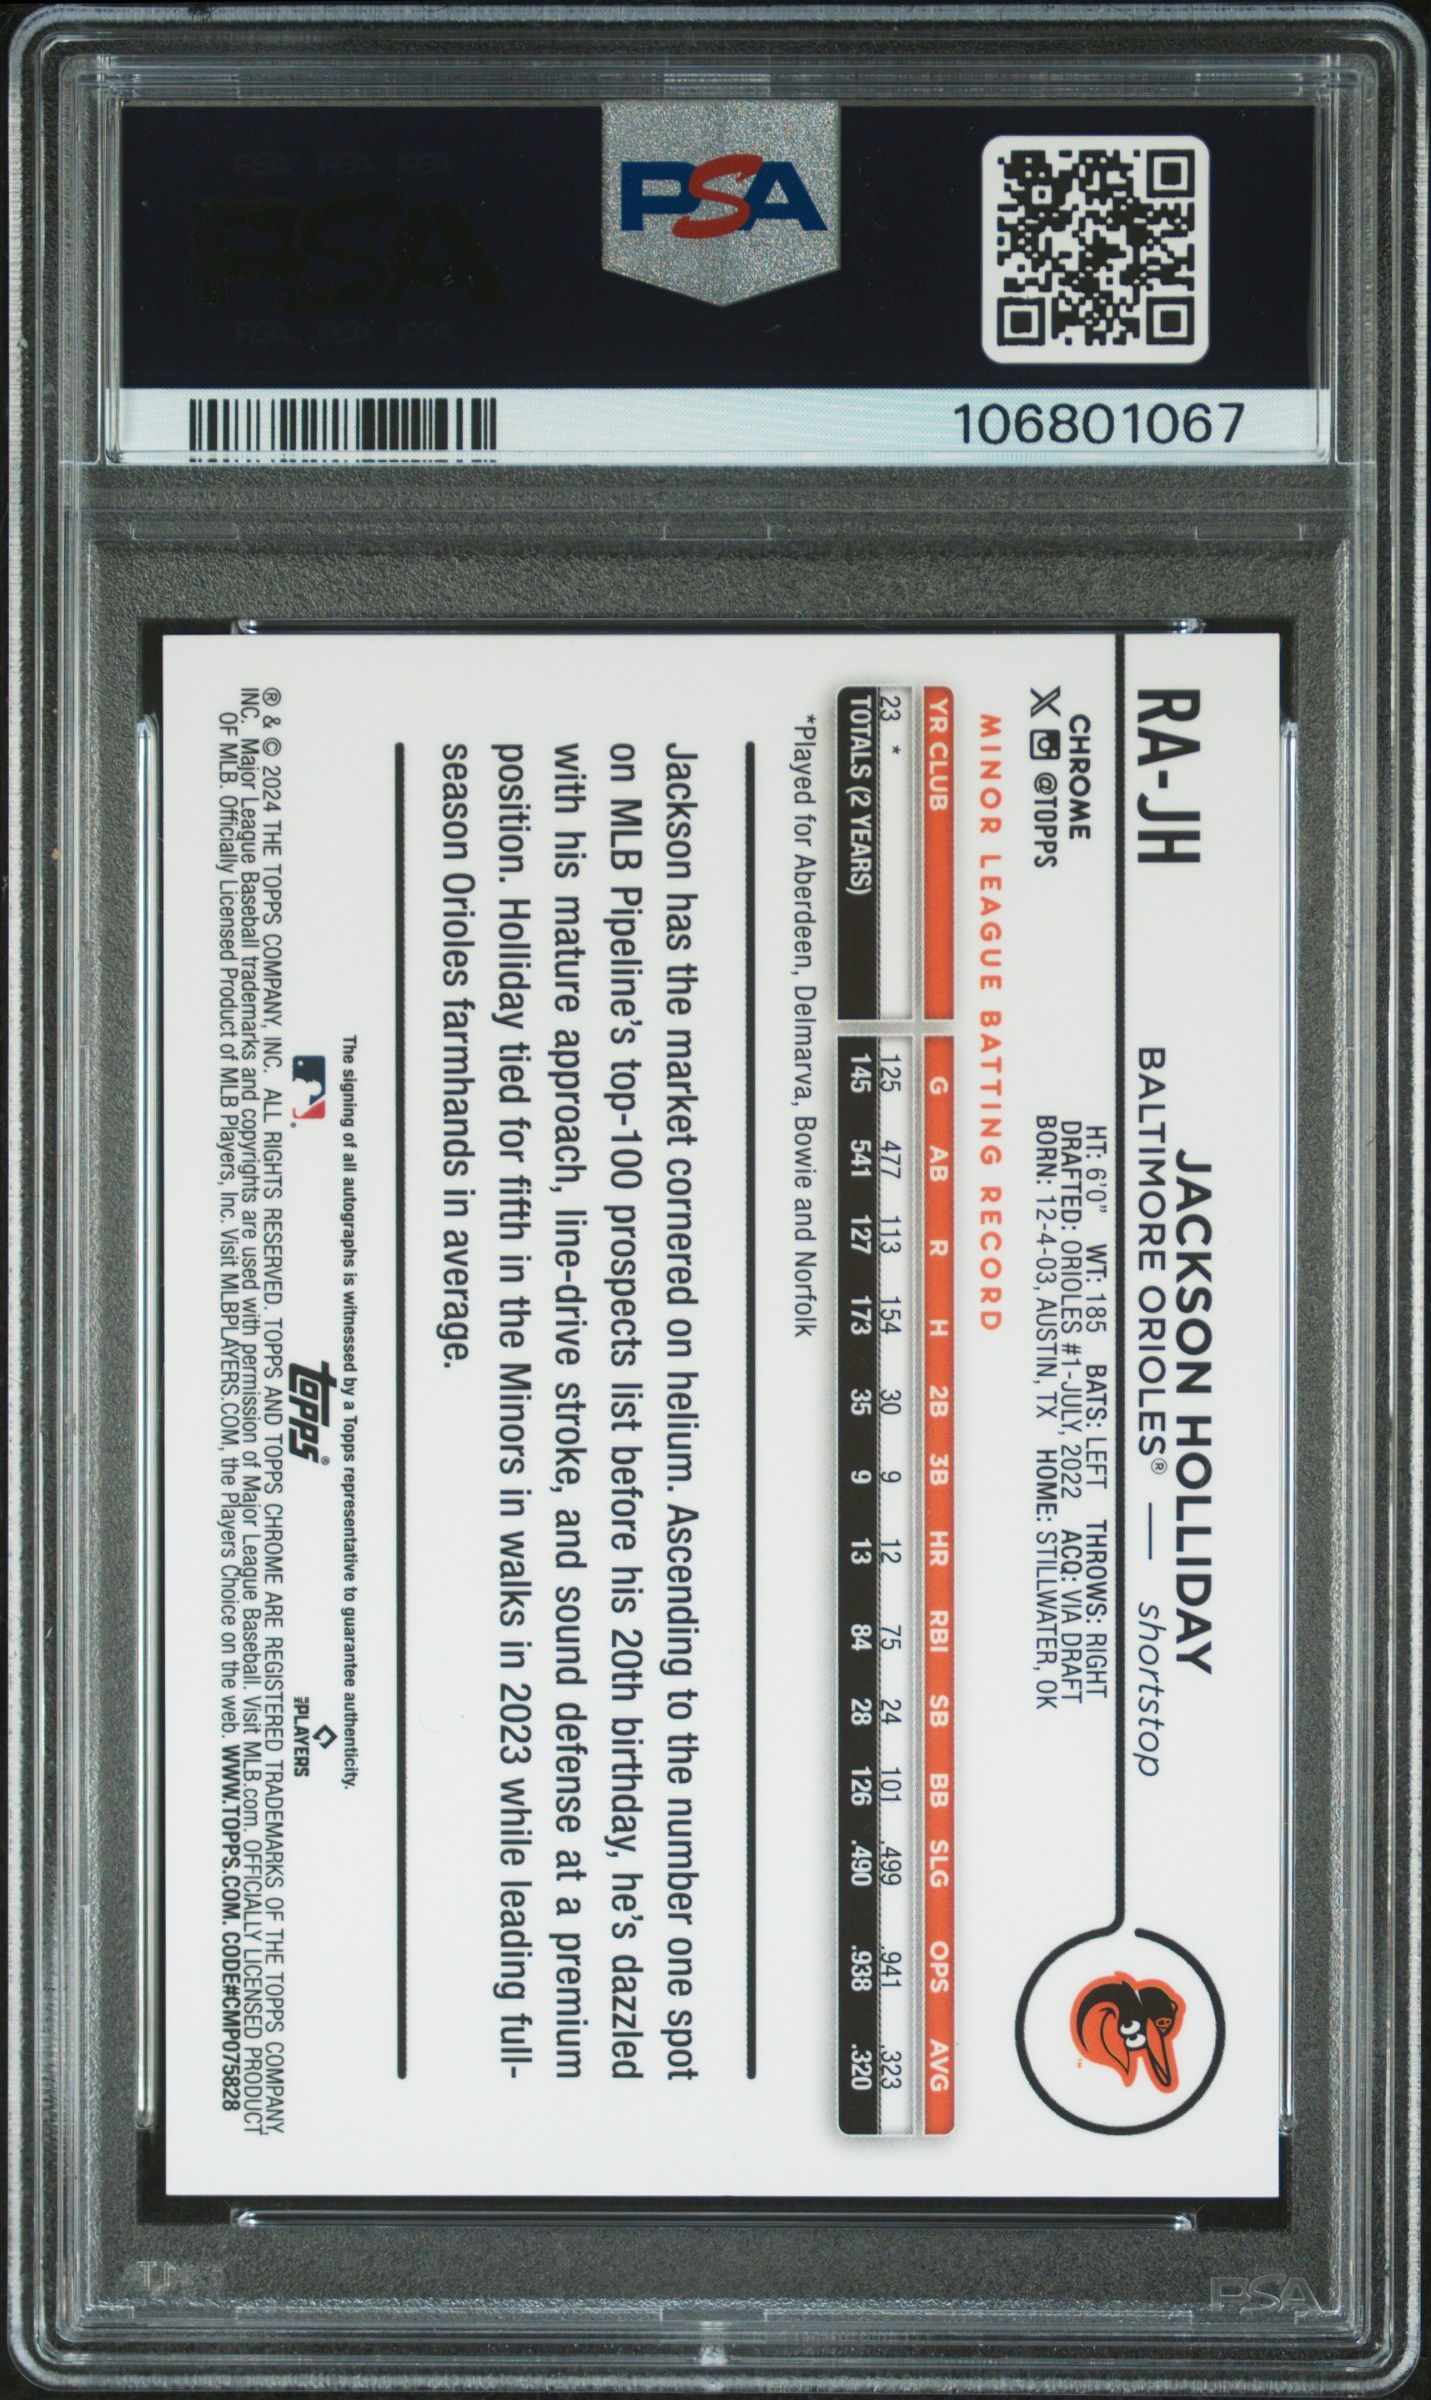 PSA
106801067
RA-JH
JACKSON HOLLIDAY
BALTIMORE ORIOLES® — shortstop
CHROME
X @TOPPS
HT: 6'0" WT: 185 BATS: LEFT THROWS: RIGHT
DRAFTED: ORIOLES #1-JULY, 2022 ACQ: VIA DRAFT
BORN: 12-4-03, AUSTIN, TX HOME: STILLWATER, OK
MINOR LEAGUE BATTING RECORD
YR CLUB G AB R H 2B 3B HR RBI SB BB SLG OPS AVG
23 * 125 477 113 154 30 9 12 75 24 101 .499 .941 .323
TOTALS (2 YEARS) 145 541 127 173 35 9 13 84 28 126 .490 .938 .320
*Played for Aberdeen, Delmarva, Bowie and Norfolk
Jackson has the market cornered on helium. Ascending to the number one spot
on MLB Pipeline's top-100 prospects list before his 20th birthday, he's dazzled
with his mature approach, line-drive stroke, and sound defense at a premium
position. Holliday tied for fifth in the Minors in walks in 2023 while leading full-
season Orioles farmhands in average.
The signing of all autographs is witnessed by a Topps representative to guarantee authenticity.
topps®
MLB PLAYERS
® & © 2024 THE TOPPS COMPANY, INC. ALL RIGHTS RESERVED. TOPPS AND TOPPS CHROME ARE REGISTERED TRADEMARKS OF THE TOPPS COMPANY,
INC. Major League Baseball trademarks and copyrights are used with permission of Major League Baseball. Visit MLB.com. OFFICIALLY LICENSED PRODUCT
OF MLB. Officially Licensed Product of MLB Players, Inc. Visit MLBPLAYERS.COM, the Players Choice on the web. WWW.TOPPS.COM. CODE#CMP075828
PSA